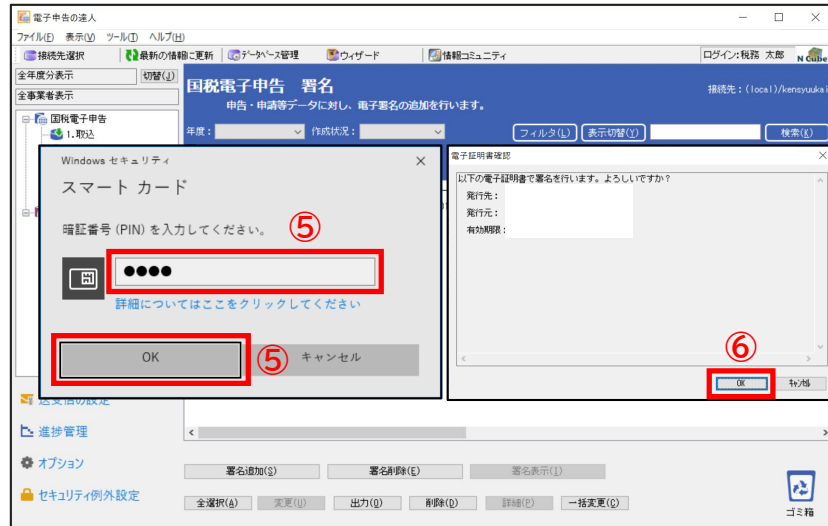 電子申告の達人
ファイル(F) 表示(V) ツール(T) ヘルプ(H)
接続先選択 最新の情報に更新 データベース管理 ウィザード 情報コミュニティ ログイン:税務 太郎 N Cube
全年度分表示 切替(J)
全事業者表示
国税電子申告 署名
接続先:(local)/kensyuukai
申告・申請等データに対し、電子署名の追加を行います。
国税電子申告
1.取込
年度: 作成状況: フィルタ(L) 表示切替(Y) 検索(K)
Windows セキュリティ
スマート カード
暗証番号 (PIN) を入力してください。 ⑤
●●●●
詳細についてはここをクリックしてください
OK ⑤ キャンセル
電子証明書確認
以下の電子証明書で署名を行います。よろしいですか?
発行先:
発行元:
有効期限:
⑥
OK キャンセル
送受信の設定
進捗管理
オプション
セキュリティ例外設定
署名追加(S) 署名削除(E) 署名表示(I)
全選択(A) 変更(U) 出力(O) 削除(D) 詳細(P) 一括変更(C)
ゴミ箱